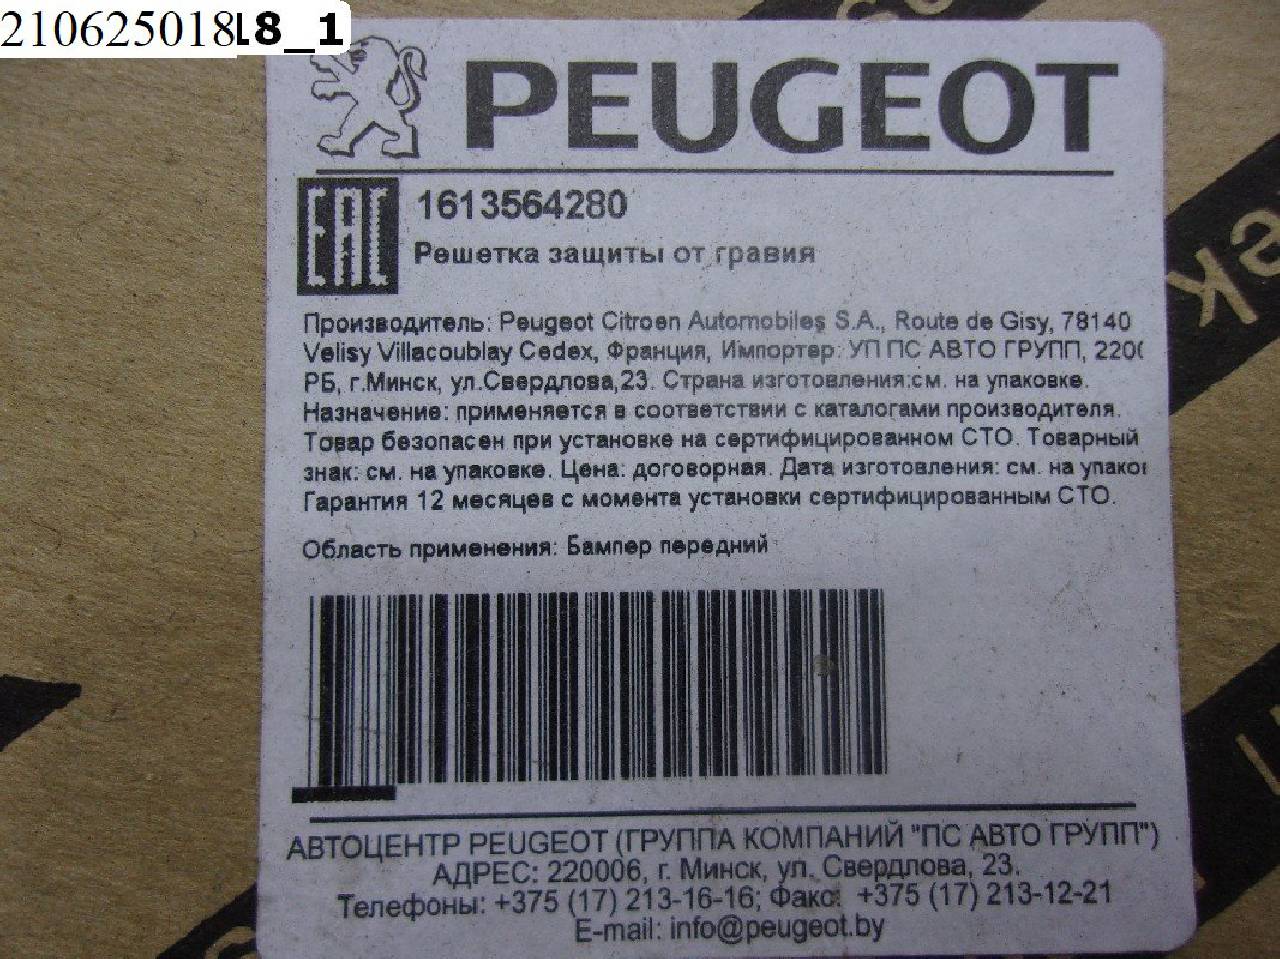 210625018L8_1
PEUGEOT
EAC
1613564280
Решетка защиты от гравия
Производитель: Peugeot Citroen Automobiles S.A., Route de Gisy, 78140
Velisy Villacoublay Cedex, Франция, Импортер: УП ПС АВТО ГРУПП, 220(
РБ, г.Минск, ул.Свердлова,23. Страна изготовления:см. на упаковке.
Назначение: применяется в соответствии с каталогами производителя.
Товар безопасен при установке на сертифицированном СТО. Товарный
знак: см. на упаковке. Цена: договорная. Дата изготовления: см. на упако
Гарантия 12 месяцев с момента установки сертифицированным СТО.
Область применения: Бампер передний
АВТОЦЕНТР PEUGEOT (ГРУППА КОМПАНИЙ "ПС АВТО ГРУПП")
АДРЕС: 220006, г. Минск, ул. Свердлова, 23.
Телефоны: +375 (17) 213-16-16; Факс: +375 (17) 213-12-21
E-mail: info@peugeot.by